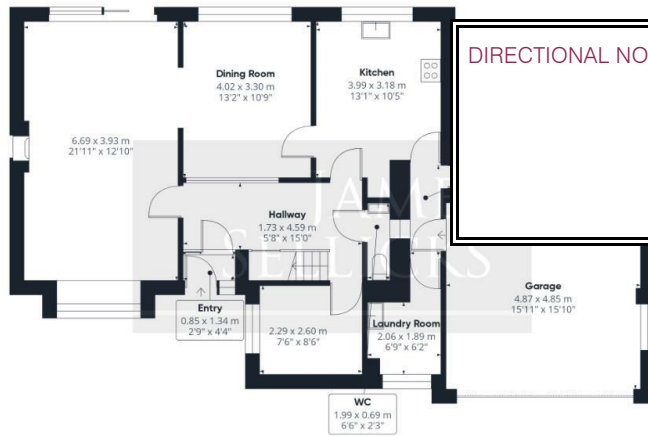 DIRECTIONAL NO
Dining Room
4.02 x 3.30 m
13'2" x 10'9"
Kitchen
3.99 x 3.18 m
13'1" x 10'5"
6.69 x 3.93 m
21'11" x 12'10"
Hallway
1.73 x 4.59 m
5'8" x 15'0"
JAME
SELLICKS
Entry
0.85 x 1.34 m
2'9" x 4'4"
2.29 x 2.60 m
7'6" x 8'6"
Laundry Room
2.06 x 1.89 m
6'9" x 6'2"
Garage
4.87 x 4.85 m
15'11" x 15'10"
WC
1.99 x 0.69 m
6'6" x 2'3"